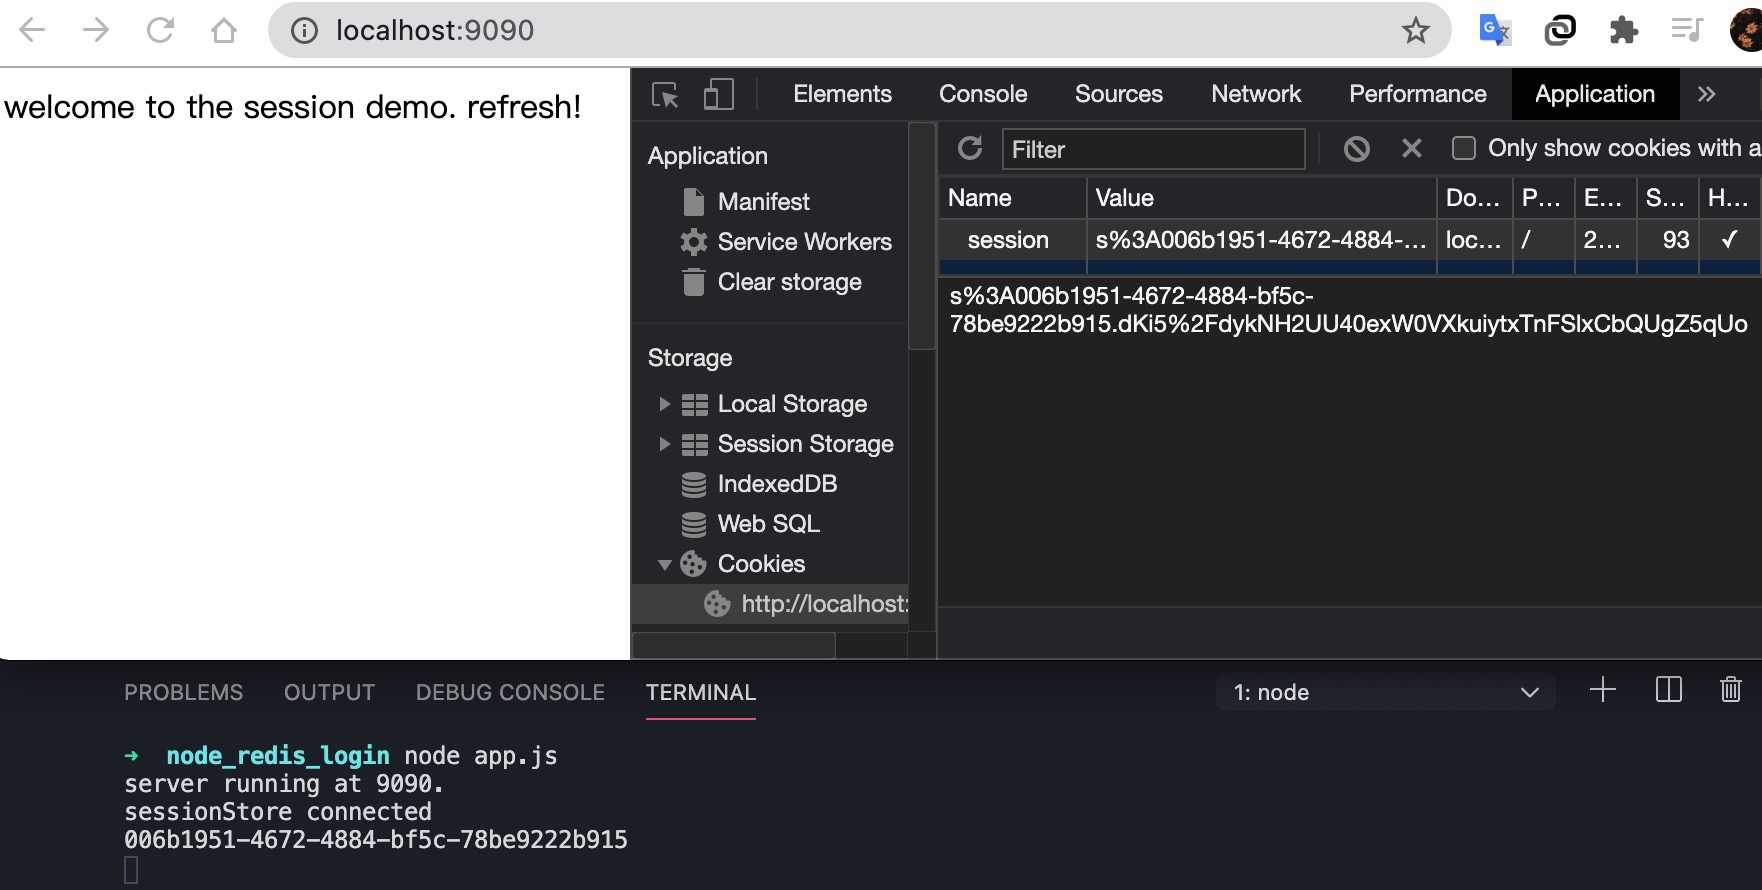 localhost:9090
welcome to the session demo. refresh!
Elements Console Sources Network Performance Application »
Application
Manifest
Service Workers
Clear storage
Storage
Local Storage
Session Storage
IndexedDB
Web SQL
Cookies
http://localhost:
Filter
Only show cookies with a
Name Value Do... P... E... S... H...
session s%3A006b1951-4672-4884-... loc... / 2... 93 ✓
s%3A006b1951-4672-4884-bf5c-
78be9222b915.dKi5%2FdykNH2UU40exW0VXkuiytxTnFSlxCbQUgZ5qUo
PROBLEMS OUTPUT DEBUG CONSOLE TERMINAL 1: node
→ node_redis_login node app.js
server running at 9090.
sessionStore connected
006b1951-4672-4884-bf5c-78be9222b915